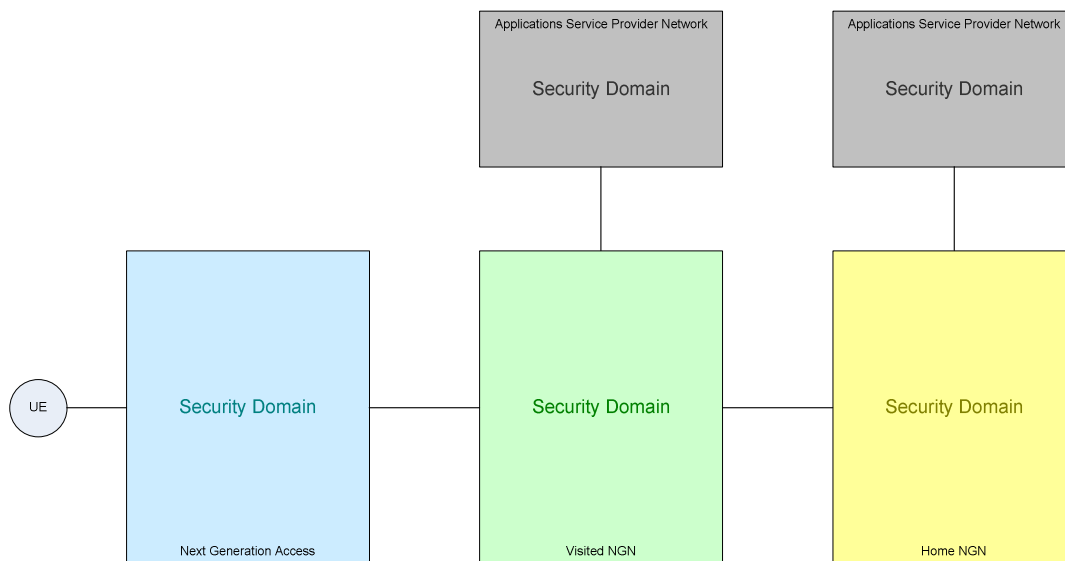 Applications Service Provider Network
Applications Service Provider Network
Security Domain
Security Domain
UE
Security Domain
Security Domain
Security Domain
Next Generation Access
Visited NGN
Home NGN